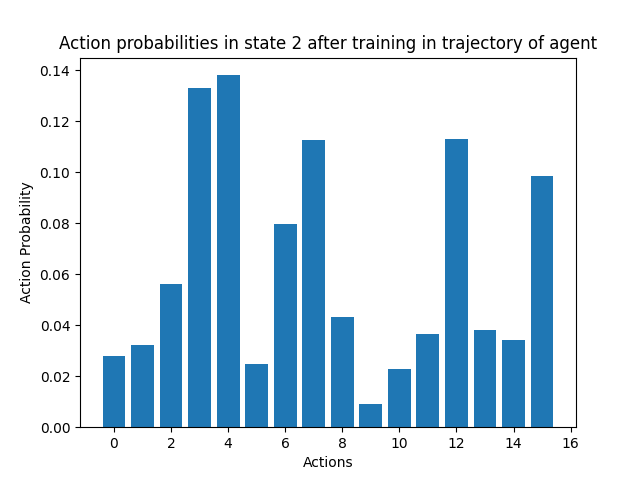 Action probabilities in state 2 after training in trajectory of agent
0.14
0.12
0.10
0.08
0.06
0.04
0.02
0.00
Action Probability
0 2 4 6 8 10 12 14 16
Actions